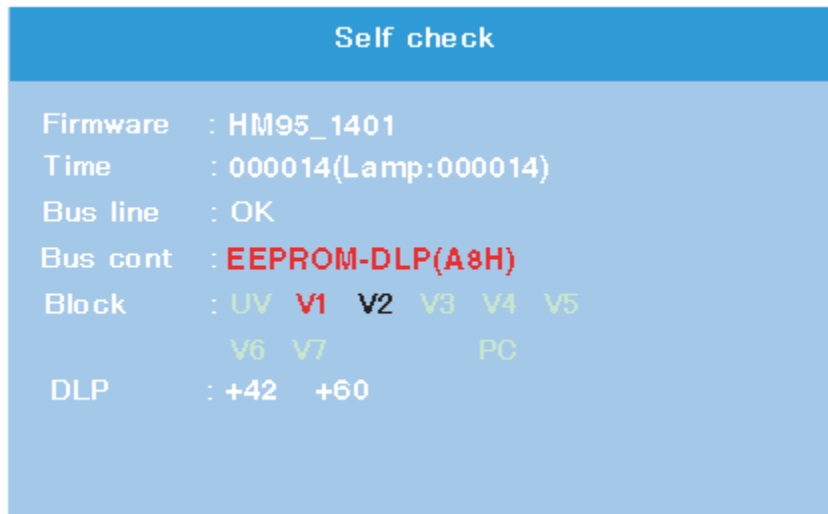 Self check
Firmware : HM95_1401
Time : 000014(Lamp:000014)
Bus line : OK
Bus cont : EEPROM-DLP(A8H)
Block : UV V1 V2 V3 V4 V5
V6 V7 PC
DLP : +42 +60